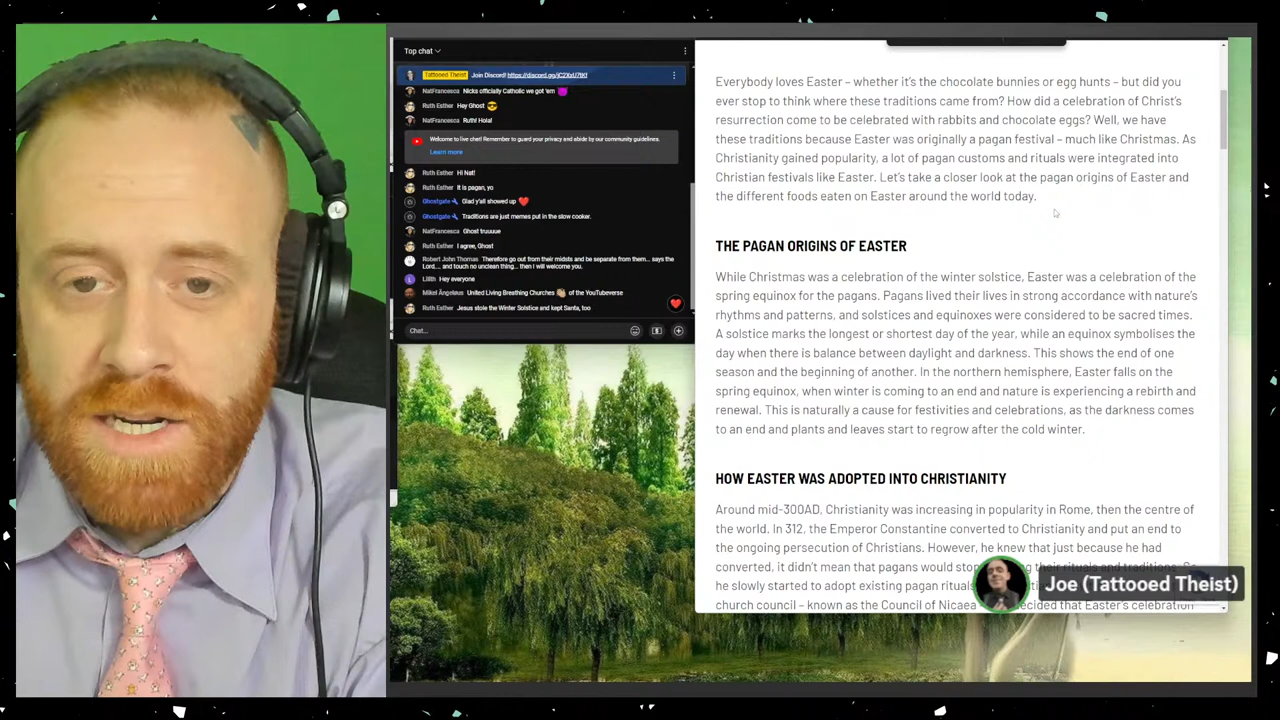 Top chat
Tattooed Theist Join Discord! https://discord.gg/jC2XxU7tKf
NatFrancesca Nicks officially Catholic we got 'em 😈
Ruth Esther Hey Ghost 😎
NatFrancesca Ruth! Hola!
Welcome to live chat! Remember to guard your privacy and abide by our community guidelines.
Learn more
Ruth Esther Hi Nat!
Ruth Esther It is pagan, yo
Ghostgate Glad y'all showed up ❤️
Ghostgate Traditions are just memes put in the slow cooker.
NatFrancesca Ghost truuuue
Ruth Esther I agree, Ghost
Robert John Thomas Therefore go out from their midsts and be separate from them... says the
Lord,... and touch no unclean thing... then I will welcome you.
L Lilith Hey everyone
Mikel Ângeløus United Living Breathing Churches 👏🏽 of the YouTubeverse
Ruth Esther Jesus stole the Winter Solstice and kept Santa, too
Chat...
Everybody loves Easter – whether it's the chocolate bunnies or egg hunts – but did you
ever stop to think where these traditions came from? How did a celebration of Christ's
resurrection come to be celebrated with rabbits and chocolate eggs? Well, we have
these traditions because Easter was originally a pagan festival – much like Christmas. As
Christianity gained popularity, a lot of pagan customs and rituals were integrated into
Christian festivals like Easter. Let's take a closer look at the pagan origins of Easter and
the different foods eaten on Easter around the world today.
THE PAGAN ORIGINS OF EASTER
While Christmas was a celebration of the winter solstice, Easter was a celebration of the
spring equinox for the pagans. Pagans lived their lives in strong accordance with nature's
rhythms and patterns, and solstices and equinoxes were considered to be sacred times.
A solstice marks the longest or shortest day of the year, while an equinox symbolises the
day when there is balance between daylight and darkness. This shows the end of one
season and the beginning of another. In the northern hemisphere, Easter falls on the
spring equinox, when winter is coming to an end and nature is experiencing a rebirth and
renewal. This is naturally a cause for festivities and celebrations, as the darkness comes
to an end and plants and leaves start to regrow after the cold winter.
HOW EASTER WAS ADOPTED INTO CHRISTIANITY
Around mid-300AD, Christianity was increasing in popularity in Rome, then the centre of
the world. In 312, the Emperor Constantine converted to Christianity and put an end to
the ongoing persecution of Christians. However, he knew that just because he had
converted, it didn't mean that pagans would stop their rituals and traditions. So
he slowly started to adopt existing pagan rituals
church council – known as the Council of Nicaea decided that Easter's celebration
Joe (Tattooed Theist)